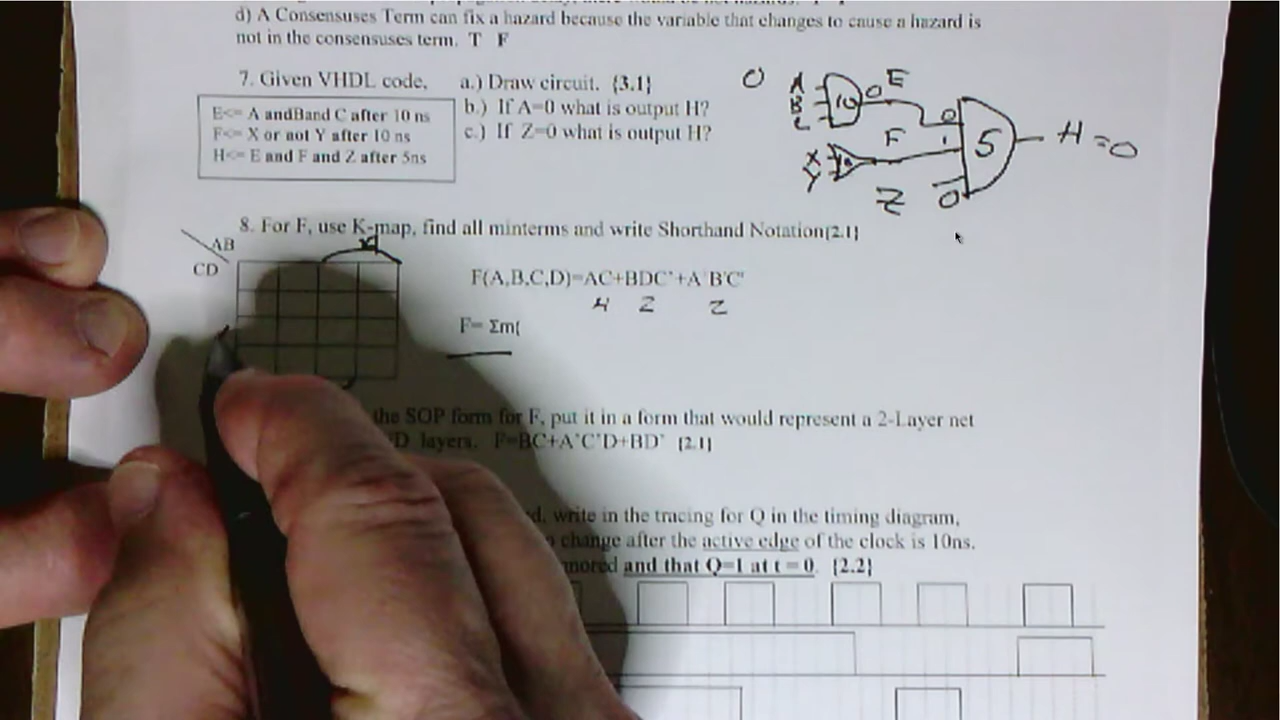 d) A Consensuses Term can fix a hazard because the variable that changes to cause a hazard is
not in the consensuses term. T F
7. Given VHDL code,
E<= A andBand C after 10 ns
F<= X or not Y after 10 ns
H<= E and F and Z after 5ns
a.) Draw circuit. {3.1}
b.) If A=0 what is output H?
c.) If Z=0 what is output H?
0
A
B
C
10
0
E
F
X
Y
Z
0
1
0
5
H =0
8. For F, use K-map, find all minterms and write Shorthand Notation{2.1}
AB
CD
F(A,B,C,D)=AC+BDC'+A'B'C'
4 2 2
F= Σm(
the SOP form for F, put it in a form that would represent a 2-Layer net
D layers. F=BC+A'C'D+BD' {2.1}
write in the tracing for Q in the timing diagram,
change after the active edge of the clock is 10ns.
and that Q=1 at t = 0. {2.2}